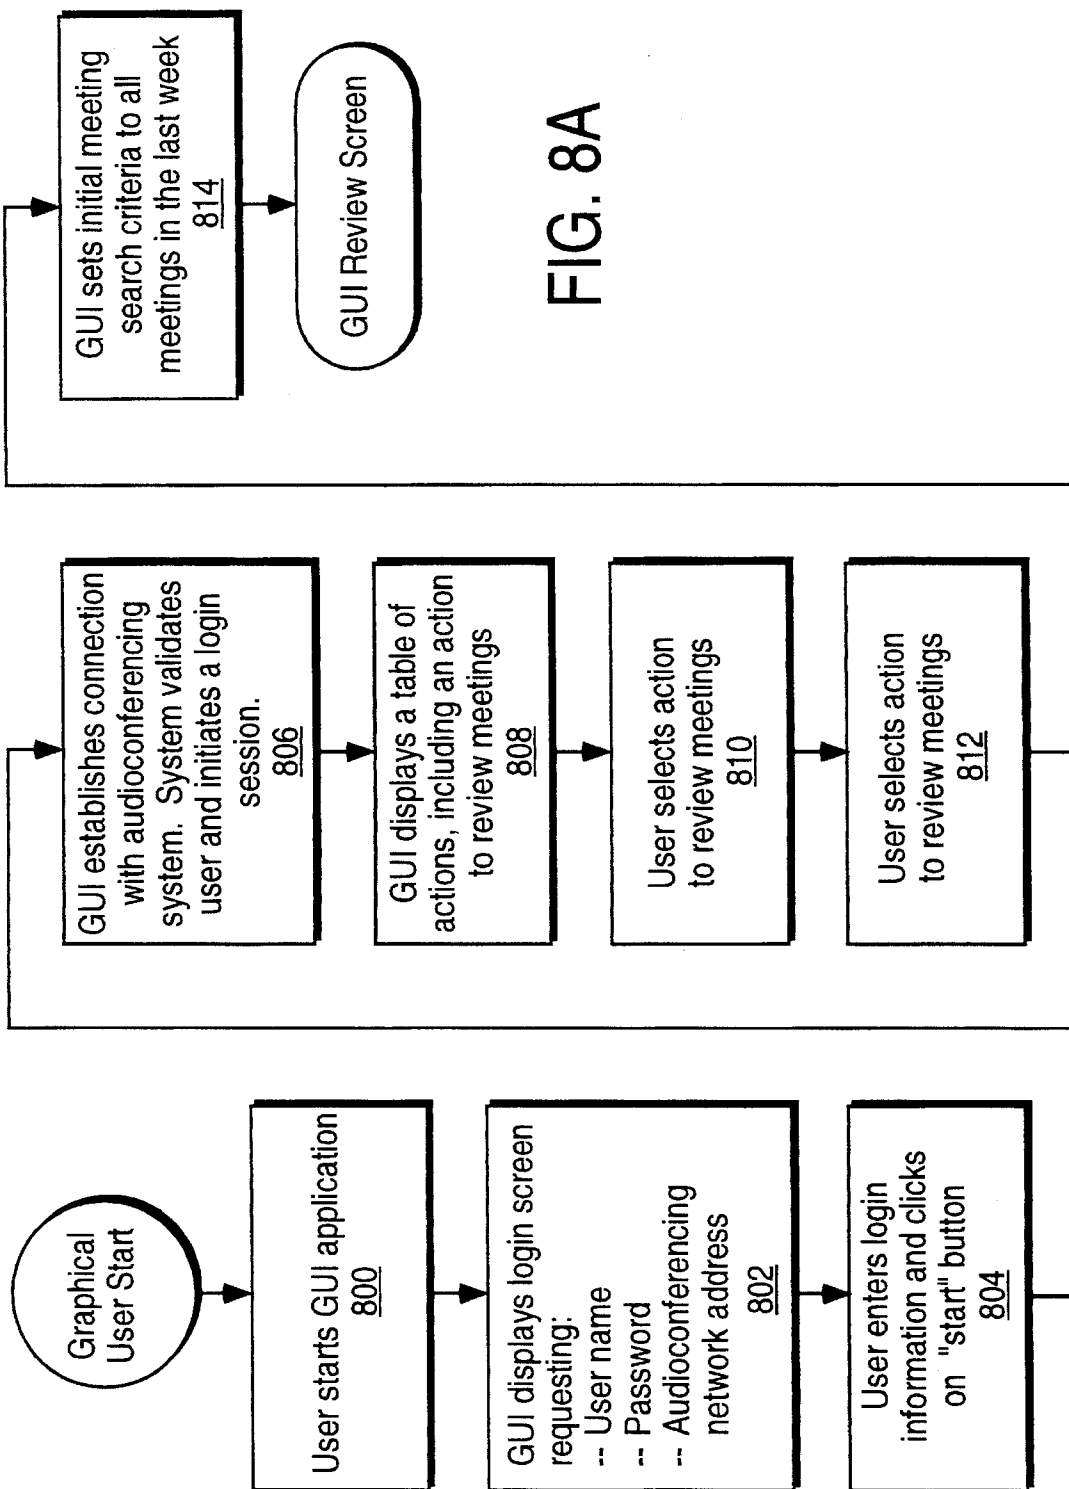 Graphical
User Start
User starts GUI application
800
GUI displays login screen
requesting:
-- User name
-- Password
-- Audioconferencing
network address
802
User enters login
information and clicks
on "start" button
804
GUI establishes connection
with audioconferencing
system. System validates
user and initiates a login
session.
806
GUI displays a table of
actions, including an action
to review meetings
808
User selects action
to review meetings
810
User selects action
to review meetings
812
GUI sets initial meeting
search criteria to all
meetings in the last week
814
GUI Review Screen
FIG. 8A